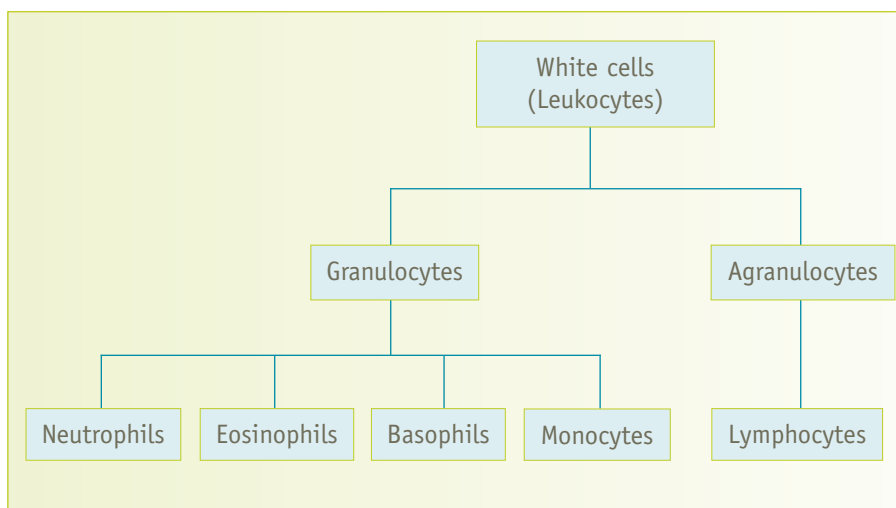 White cells
(Leukocytes)
Granulocytes
Agranulocytes
Neutrophils
Eosinophils
Basophils
Monocytes
Lymphocytes